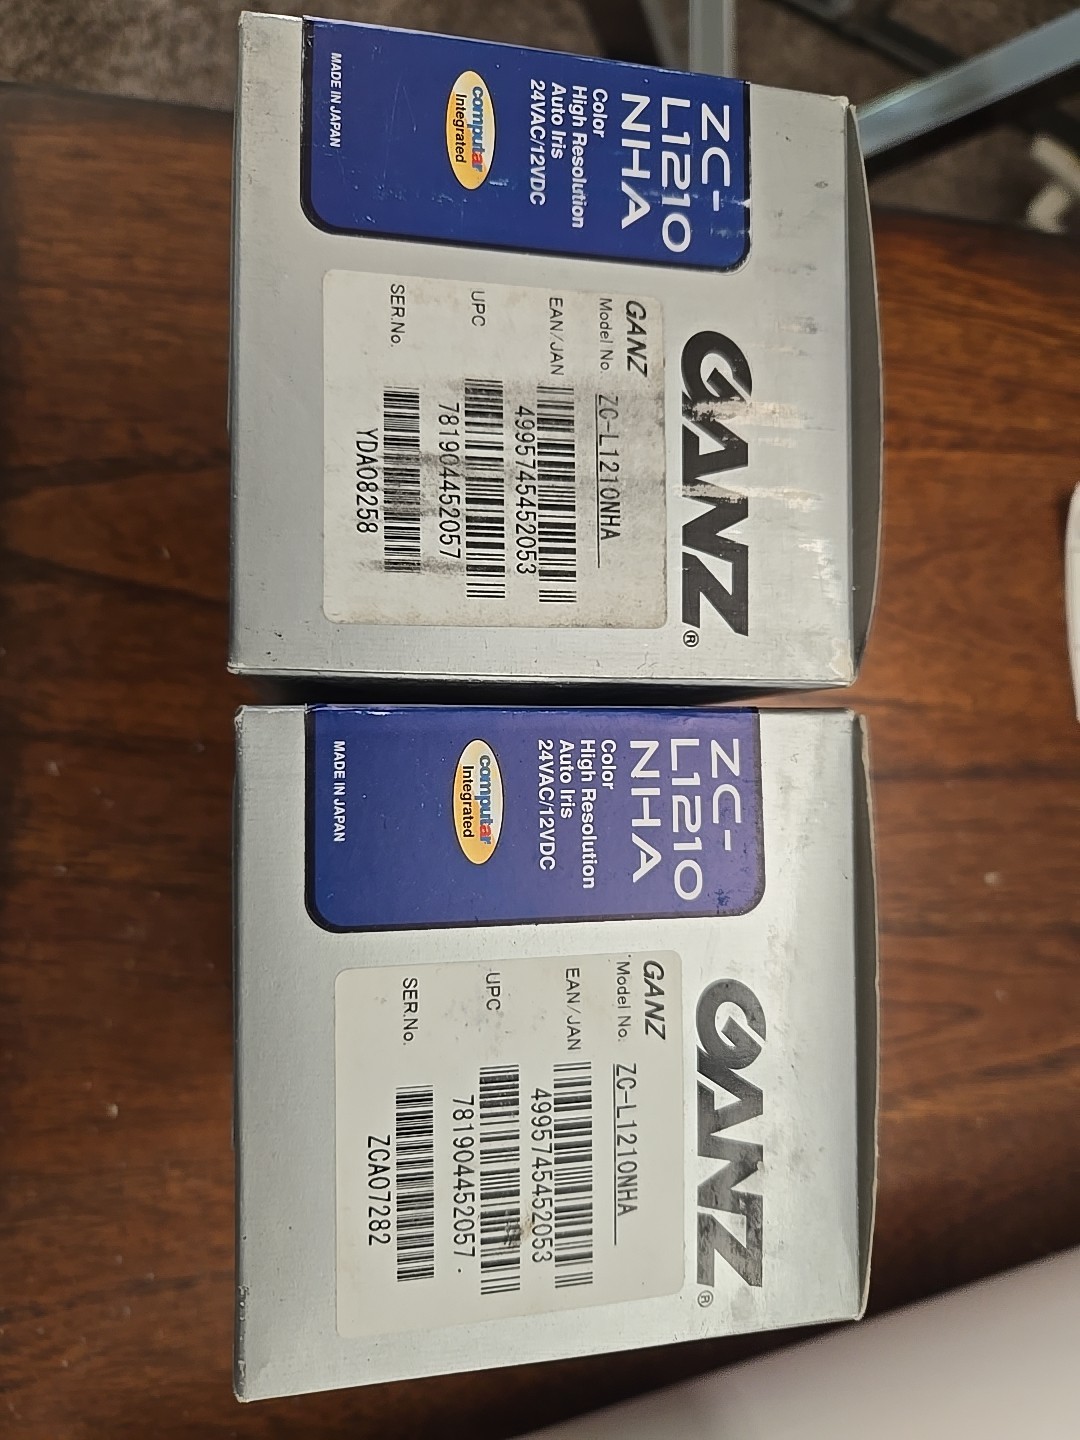 ZC-
L1210
NHA
Color
High Resolution
Auto Iris
24VAC/12VDC
computar
Integrated
MADE IN JAPAN
GANZ®
GANZ
Model No. ZC-L1210NHA
EAN/JAN
4995745452053
UPC
781904452057
SER.No.
YDA08258
ZC-
L1210
NHA
Color
High Resolution
Auto Iris
24VAC/12VDC
computar
Integrated
MADE IN JAPAN
GANZ®
GANZ
Model No. ZC-L1210NHA
EAN/JAN
4995745452053
UPC
781904452057
SER.No.
ZCA07282